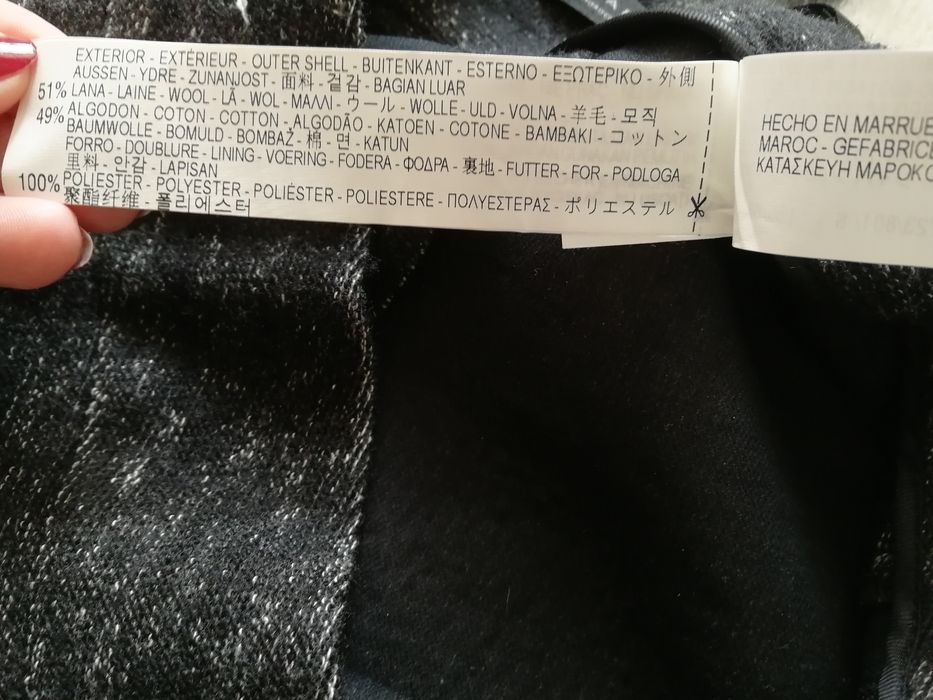 EXTERIOR - EXTÉRIEUR - OUTER SHELL - BUITENKANT - ESTERNO - ΕΞΩΤΕΡΙΚΟ - 外側
AUSSEN - YDRE - ZUNANJOST - 面料 - 겉감 - BAGIAN LUAR
51% LANA - LAINE - WOOL - LÃ - WOL - ΜΑΛΛΙ - ウール - WOLLE - ULD - VOLNA - 羊毛 - 모직
49% ALGODON - COTON - COTTON - ALGODÃO - KATOEN - COTONE - BAMBAKI - コットン
BAUMWOLLE - BOMULD - BOMBAŽ - 棉 - 면 - KATUN
FORRO - DOUBLURE - LINING - VOERING - FODERA - ΦΟΔΡΑ - 裏地 - FUTTER - FOR - PODLOGA
里料 - 안감 - LAPISAN
100% POLIESTER - POLYESTER - POLIÉSTER - POLIESTERE - ΠΟΛΥΕΣΤΕΡΑΣ - ポリエステル
聚酯纤维 - 폴리에스터
HECHO EN MARRUE
MAROC - GEFABRICE
ΚΑΤΑΣΚΕΥΗ ΜΑΡΟΚΟ